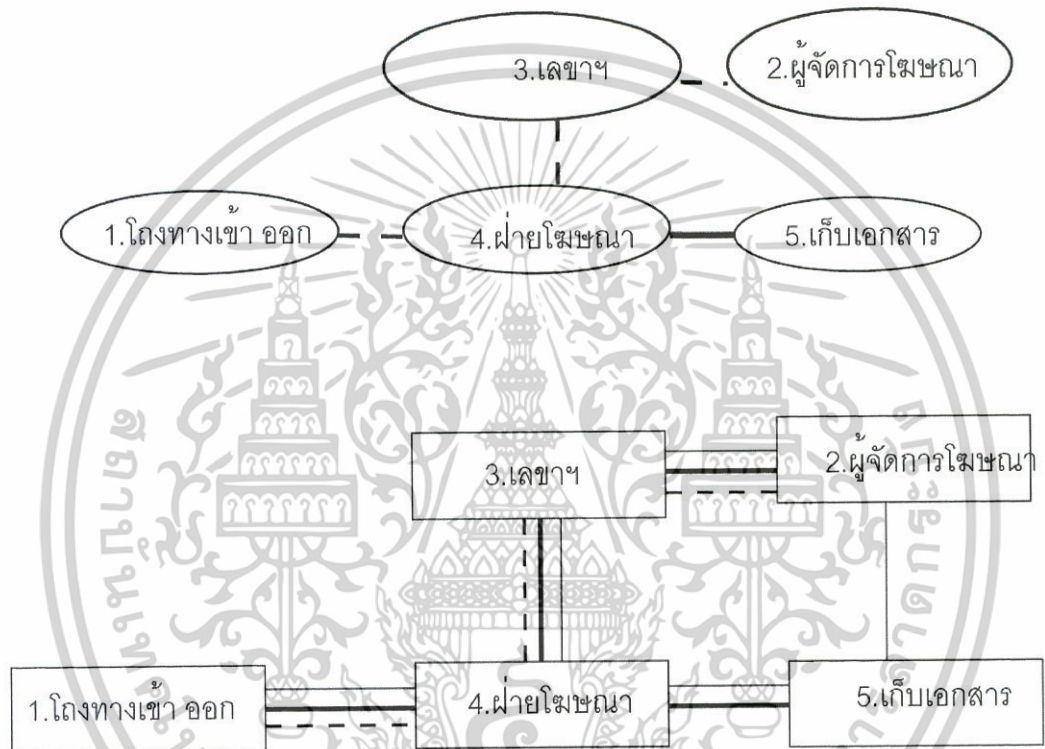 3.เลขาฯ
2.ผู้จัดการโฆษณา
1.โถงทางเข้า ออก
4.ฝ่ายโฆษณา
5.เก็บเอกสาร
3.เลขาฯ
2.ผู้จัดการโฆษณา
1.โถงทางเข้า ออก
4.ฝ่ายโฆษณา
5.เก็บเอกสาร